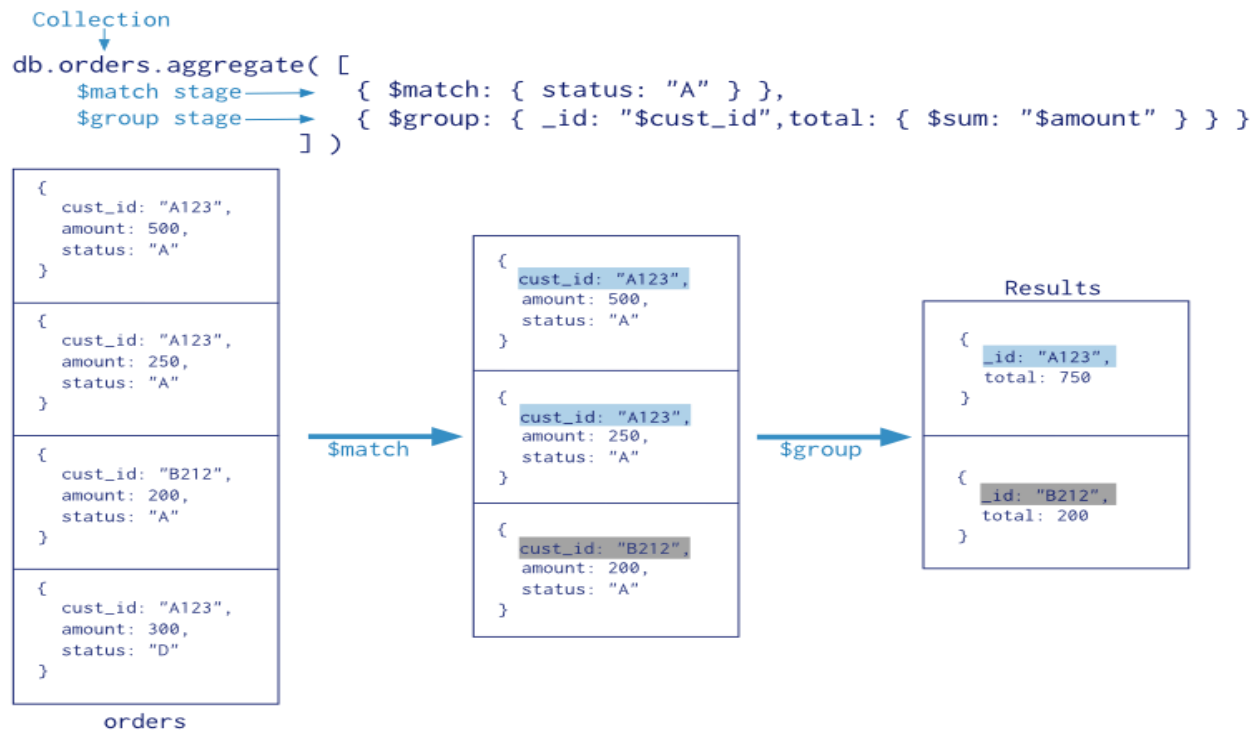 Collection
db.orders.aggregate( [
$match stage { $match: { status: "A" } },
$group stage { $group: { _id: "$cust_id",total: { $sum: "$amount" } } }
] )
{
cust_id: "A123",
amount: 500,
status: "A"
}
{
cust_id: "A123",
amount: 250,
status: "A"
}
{
cust_id: "B212",
amount: 200,
status: "A"
}
{
cust_id: "A123",
amount: 300,
status: "D"
}
orders
$match
{
cust_id: "A123",
amount: 500,
status: "A"
}
{
cust_id: "A123",
amount: 250,
status: "A"
}
{
cust_id: "B212",
amount: 200,
status: "A"
}
$group
Results
{
_id: "A123",
total: 750
}
{
_id: "B212",
total: 200
}